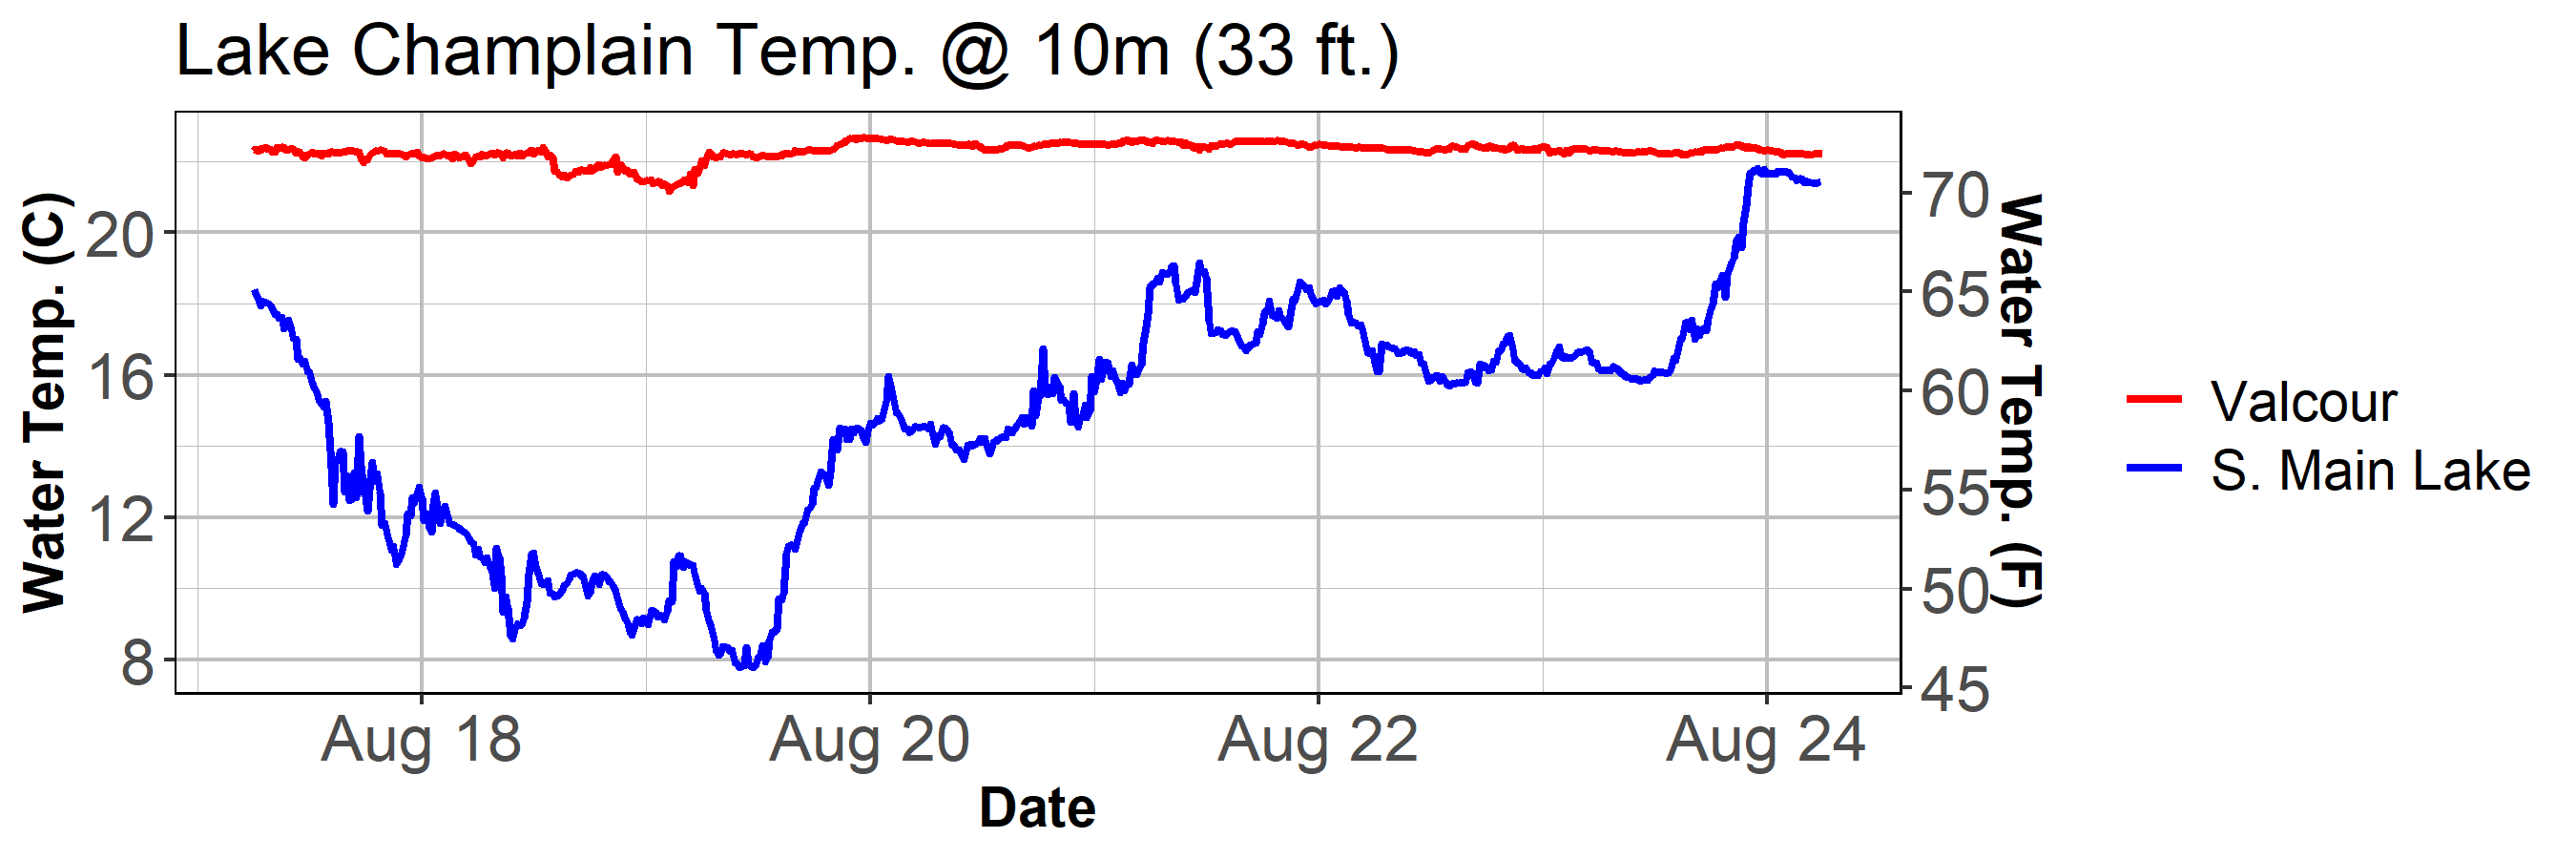 Lake Champlain Temp. @ 10m (33 ft.)
Water Temp. (C)
20
16
12
8
70
65
60
55
50
45
Water Temp. (F)
Aug 18
Aug 20
Aug 22
Aug 24
Date
Valcour
S. Main Lake